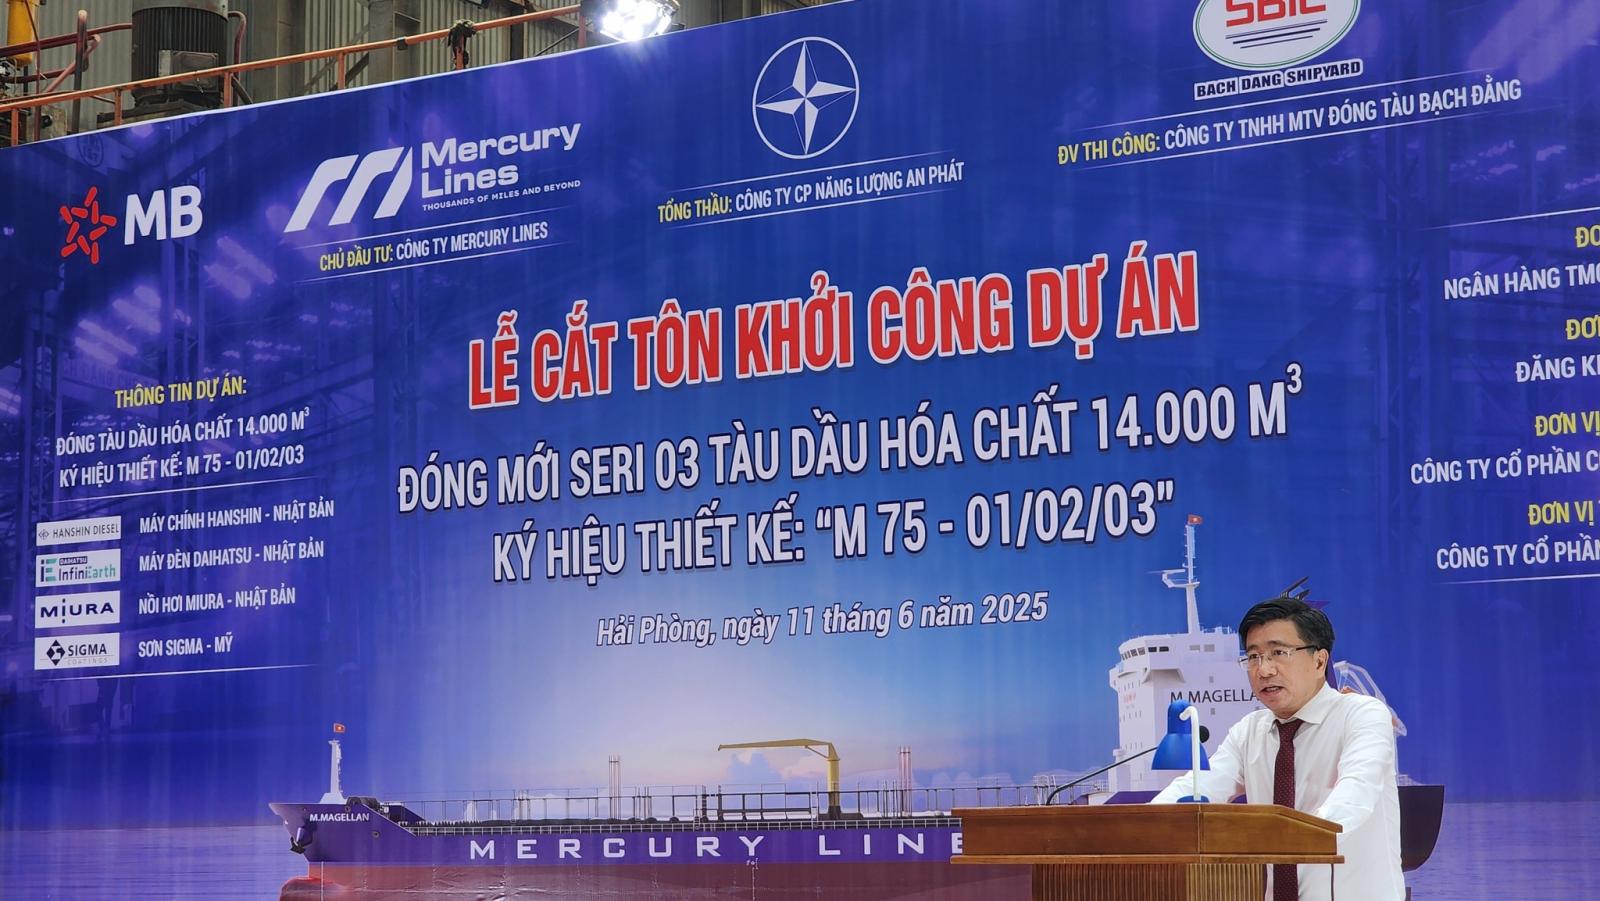 SBIC
BACH DANG SHIPYARD
ĐV THI CÔNG: CÔNG TY TNHH MTV ĐÓNG TÀU BẠCH ĐẰNG
MB
Mercury
Lines
THOUSANDS OF MILES AND BEYOND
CHỦ ĐẦU TƯ: CÔNG TY MERCURY LINES
TỔNG THẦU: CÔNG TY CP NĂNG LƯỢNG AN PHÁT
LỄ CẮT TÔN KHỞI CÔNG DỰ ÁN
ĐÓNG MỚI SERI 03 TÀU DẦU HÓA CHẤT 14.000 M³
KÝ HIỆU THIẾT KẾ: “M 75 - 01/02/03”
Hải Phòng, ngày 11 tháng 6 năm 2025
THÔNG TIN DỰ ÁN:
ĐÓNG TÀU DẦU HÓA CHẤT 14.000 M³
KÝ HIỆU THIẾT KẾ: M 75 - 01/02/03
HANSHIN DIESEL
MÁY CHÍNH HANSHIN - NHẬT BẢN
DAIHATSU
InfiniEarth
MÁY ĐÈN DAIHATSU - NHẬT BẢN
MIURA
NỒI HƠI MIURA - NHẬT BẢN
SIGMA
COATINGS
SƠN SIGMA - MỸ
NGÂN HÀNG
ĐĂNG
ĐƠN VỊ
CÔNG TY CỔ PHẦN
ĐƠN VỊ
CÔNG TY CỔ PHẦN
M.MAGELLA
M.MAGELLAN
MERCURY LINE